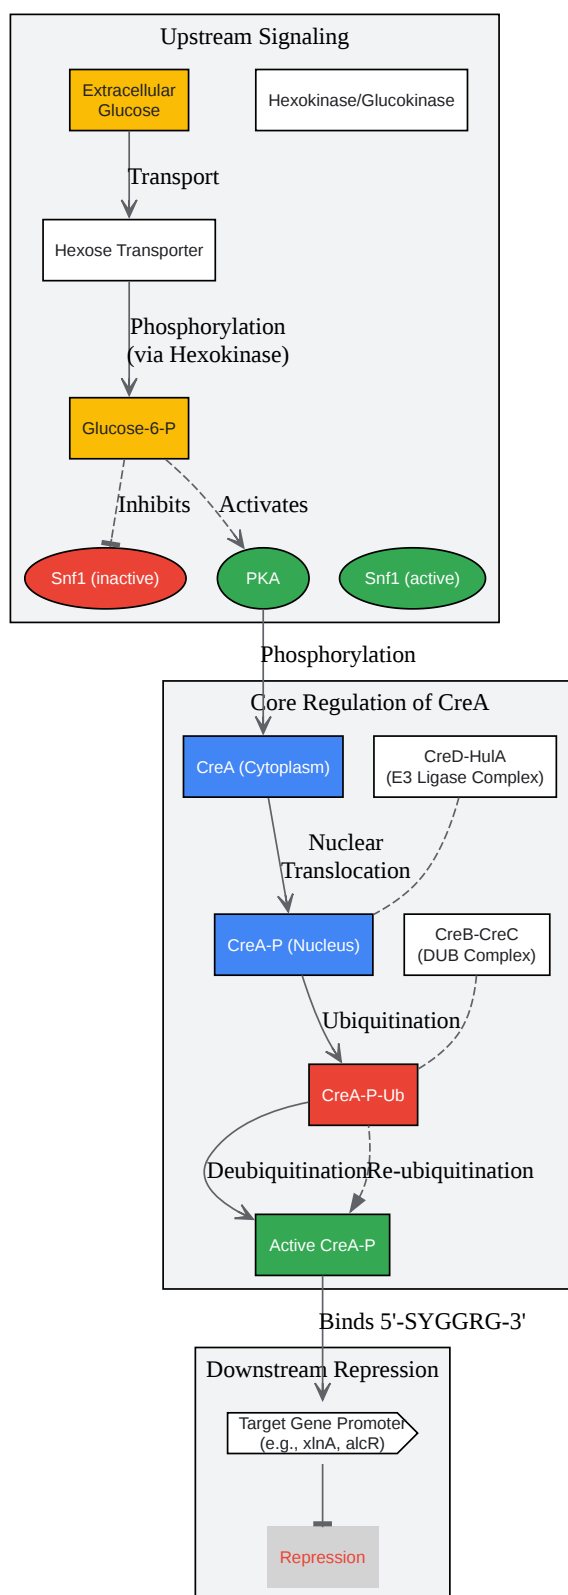 Upstream Signaling
Extracellular
Glucose
Hexokinase/Glucokinase
Transport
Hexose Transporter
Phosphorylation
(via Hexokinase)
Glucose-6-P
Inhibits
Activates
Snf1 (inactive)
PKA
Snf1 (active)
Phosphorylation
Core Regulation of CreA
CreA (Cytoplasm)
CreD-HulA
(E3 Ligase Complex)
Nuclear
Translocation
CreA-P (Nucleus)
CreB-CreC
(DUB Complex)
Ubiquitination
CreA-P-Ub
Deubiquitination
Re-ubiquitination
Active CreA-P
Binds 5'-SYGGRG-3'
Downstream Repression
Target Gene Promoter
(e.g., xlnA, alcR)
Repression